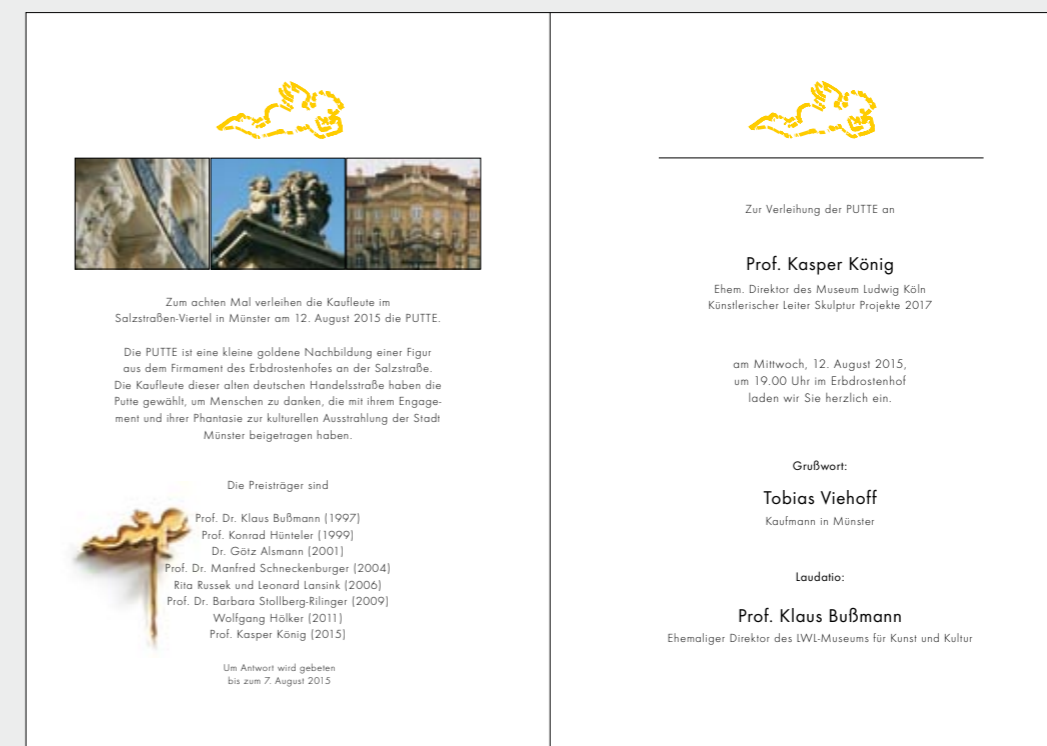 Zum achten Mal verleihen die Kaufleute im
Salzstraßen-Viertel in Münster am 12. August 2015 die PUTTE.
Die PUTTE ist eine kleine goldene Nachbildung einer Figur
aus dem Firmament des Erbdrostenhofes an der Salzstraße.
Die Kaufleute dieser alten deutschen Handelsstraße haben die
Putte gewählt, um Menschen zu danken, die mit ihrem Engage-
ment und ihrer Phantasie zur kulturellen Ausstrahlung der Stadt
Münster beigetragen haben.
Die Preisträger sind
Prof. Dr. Klaus Bußmann (1997)
Prof. Konrad Hünteler (1999)
Dr. Götz Alsmann (2001)
Prof. Dr. Manfred Schneckenburger (2004)
Rita Russek und Leonard Lansink (2006)
Prof. Dr. Barbara Stollberg-Rilinger (2009)
Wolfgang Hölker (2011)
Prof. Kasper König (2015)
Um Antwort wird gebeten
bis zum 7. August 2015
Zur Verleihung der PUTTE an
Prof. Kasper König
Ehem. Direktor des Museum Ludwig Köln
Künstlerischer Leiter Skulptur Projekte 2017
am Mittwoch, 12. August 2015,
um 19.00 Uhr im Erbdrostenhof
laden wir Sie herzlich ein.
Grußwort:
Tobias Viehoff
Kaufmann in Münster
Laudatio:
Prof. Klaus Bußmann
Ehemaliger Direktor des LWL-Museums für Kunst und Kultur